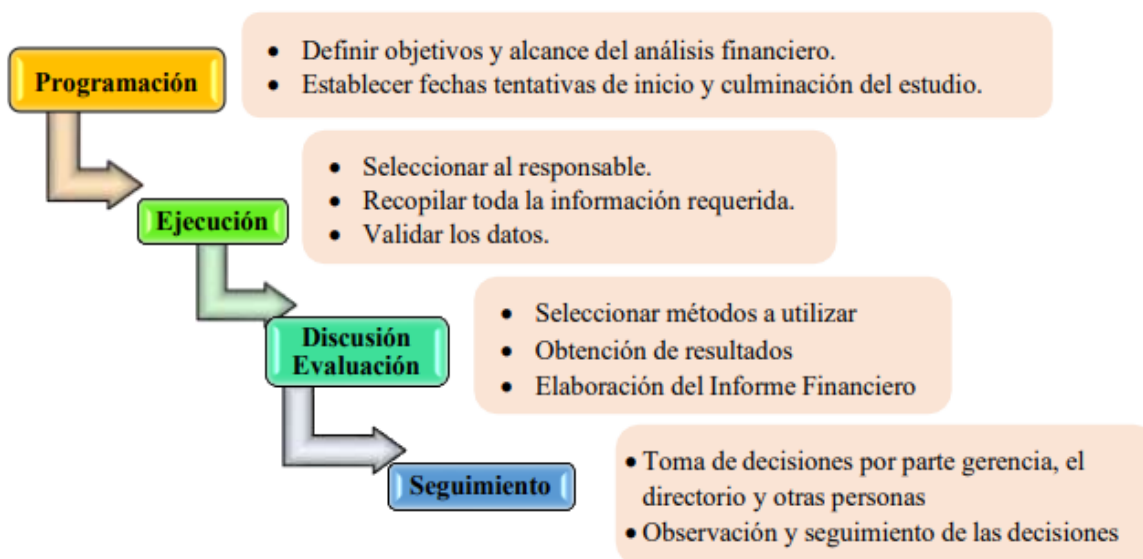 Programación
• Definir objetivos y alcance del análisis financiero.
• Establecer fechas tentativas de inicio y culminación del estudio.
Ejecución
• Seleccionar al responsable.
• Recopilar toda la información requerida.
• Validar los datos.
Discusión
Evaluación
• Seleccionar métodos a utilizar
• Obtención de resultados
• Elaboración del Informe Financiero
Seguimiento
• Toma de decisiones por parte gerencia, el
directorio y otras personas
• Observación y seguimiento de las decisiones